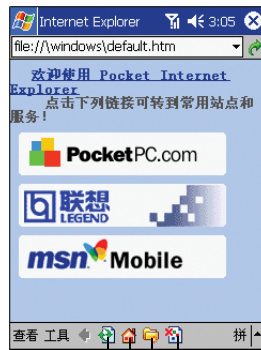 Internet Explorer 3:05
file://\windows\default.htm
欢迎使用 Pocket Internet
Explorer
点击下列链接可转到常用站点和
服务！
PocketPC.com
联想
LEGEND
msn Mobile
查看 工具 拼